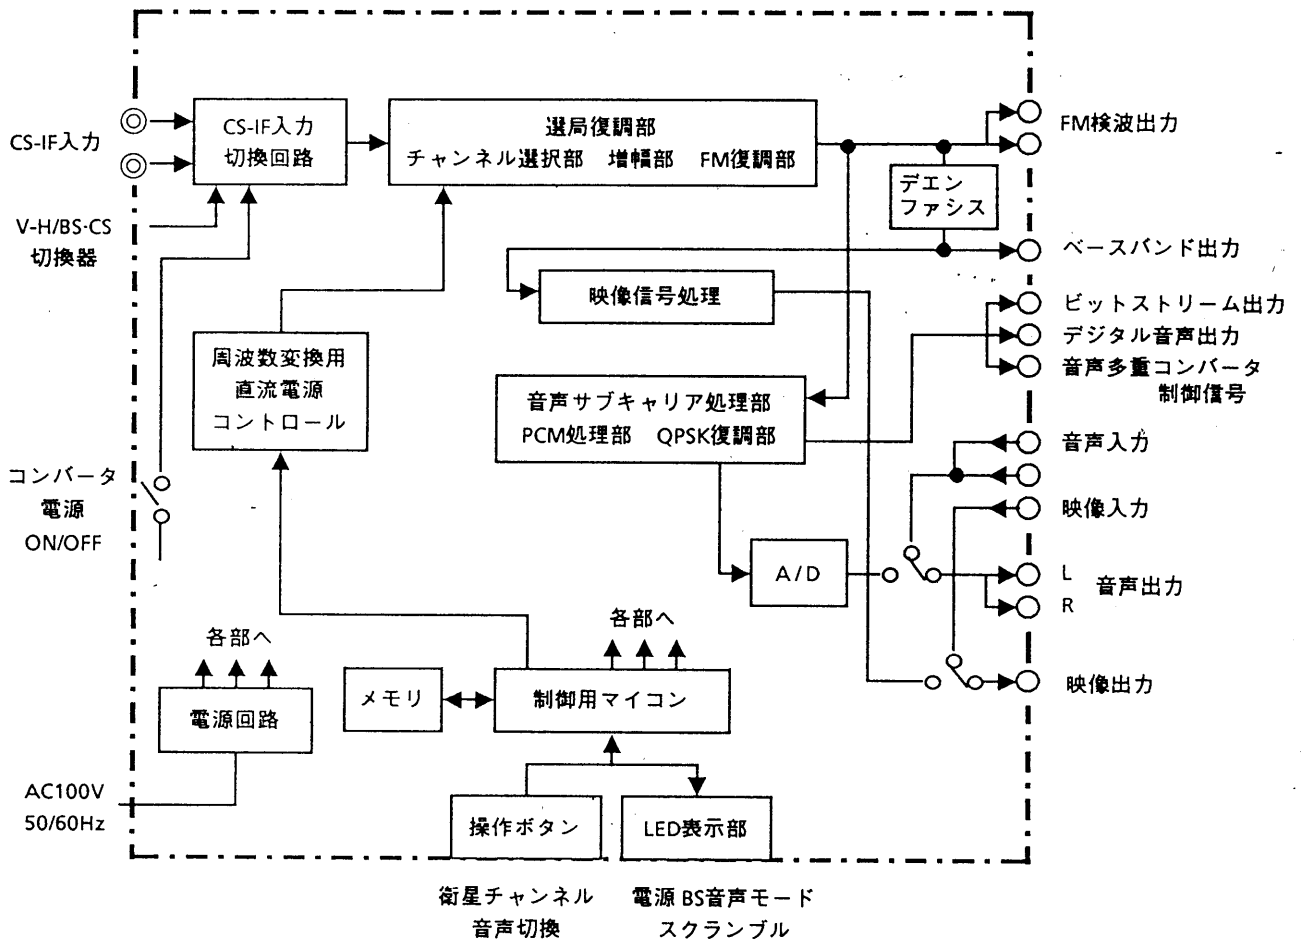 CS-IF入力
V-H/BS·CS
切換器
コンバータ
電源
ON/OFF
AC100V
50/60Hz
CS-IF入力
切換回路
選局復調部
チャンネル選択部 増幅部 FM復調部
デエン
ファシス
映像信号処理
周波数変換用
直流電源
コントロール
音声サブキャリア処理部
PCM処理部 QPSK復調部
A/D
各部へ
電源回路
各部へ
メモリ
制御用マイコン
操作ボタン
LED表示部
衛星チャンネル
音声切換
電源 BS音声モード
スクランブル
FM検波出力
ベースバンド出力
ビットストリーム出力
デジタル音声出力
音声多重コンバータ
制御信号
音声入力
映像入力
L
音声出力
R
映像出力